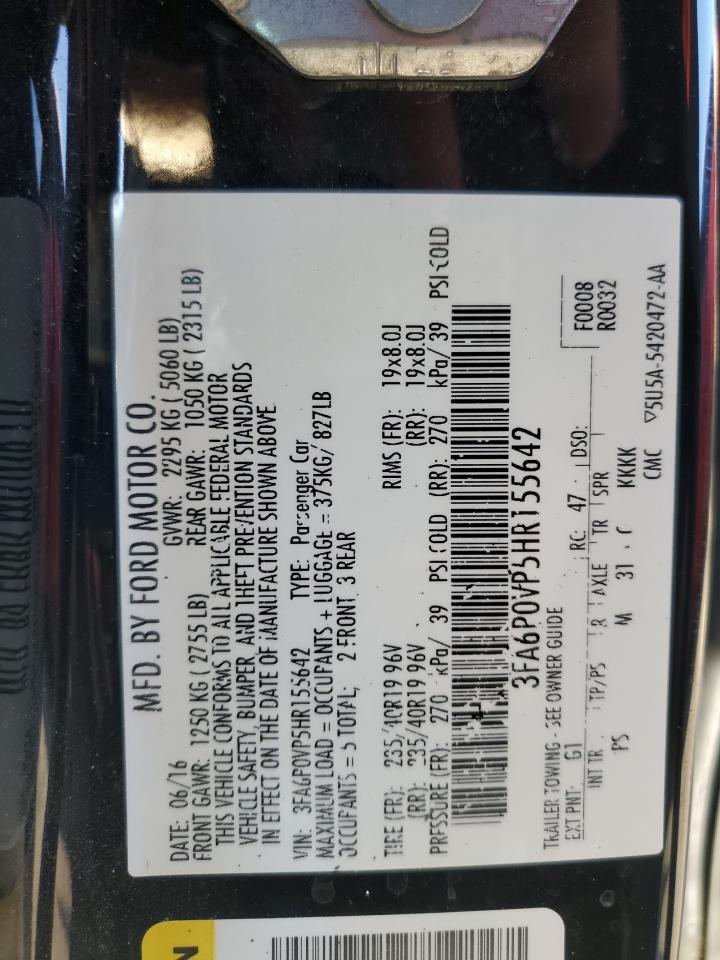 MFD. BY FORD MOTOR CO.
DATE: 06/16 GVWR: 2295 KG ( 5060 LB)
FRONT GAWR: 1250 KG ( 2755 LB) REAR GAWR: 1050 KG ( 2315 LB)
THIS VEHICLE CONFORMS TO ALL APPLICABLE FEDERAL MOTOR
VEHICLE SAFETY, BUMPER, AND THEFT PREVENTION STANDARDS
IN EFFECT ON THE DATE OF MANUFACTURE SHOWN ABOVE.
VIN: 3FA6P0VP5HR155642 TYPE: Passenger Car
MAXIMUM LOAD = OCCUPANTS + LUGGAGE = 375KG/ 827LB
OCCUPANTS = 5 TOTAL, 2 FRONT 3 REAR
TIRE (FR): 235/40R19 96V RIMS (FR): 19x8.0J
(RR): 235/40R19 96V (RR): 19x8.0J
PRESSURE (FR): 270 kPa/ 39 PSI COLD (RR): 270 kPa/ 39 PSI COLD
3FA6P0VP5HR155642
TRAILER TOWING - SEE OWNER GUIDE
EXT PNT: G1 RC: 47 DSO: F0008
R0032
INT TR TP/PS R AXLE TR SPR
PS M 31 KKKK
CMC ▽5U5A-5420472-AA
N